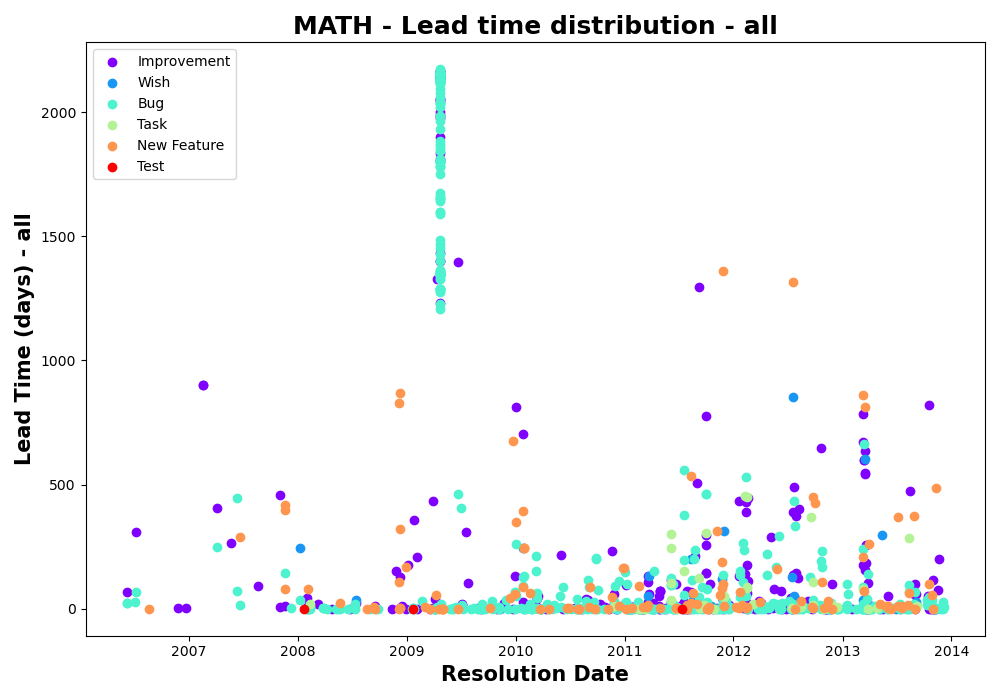 MATH - Lead time distribution - all
Improvement
Wish
Bug
Task
New Feature
Test
Lead Time (days) - all
2000
1500
1000
500
0
2007 2008 2009 2010 2011 2012 2013 2014
Resolution Date